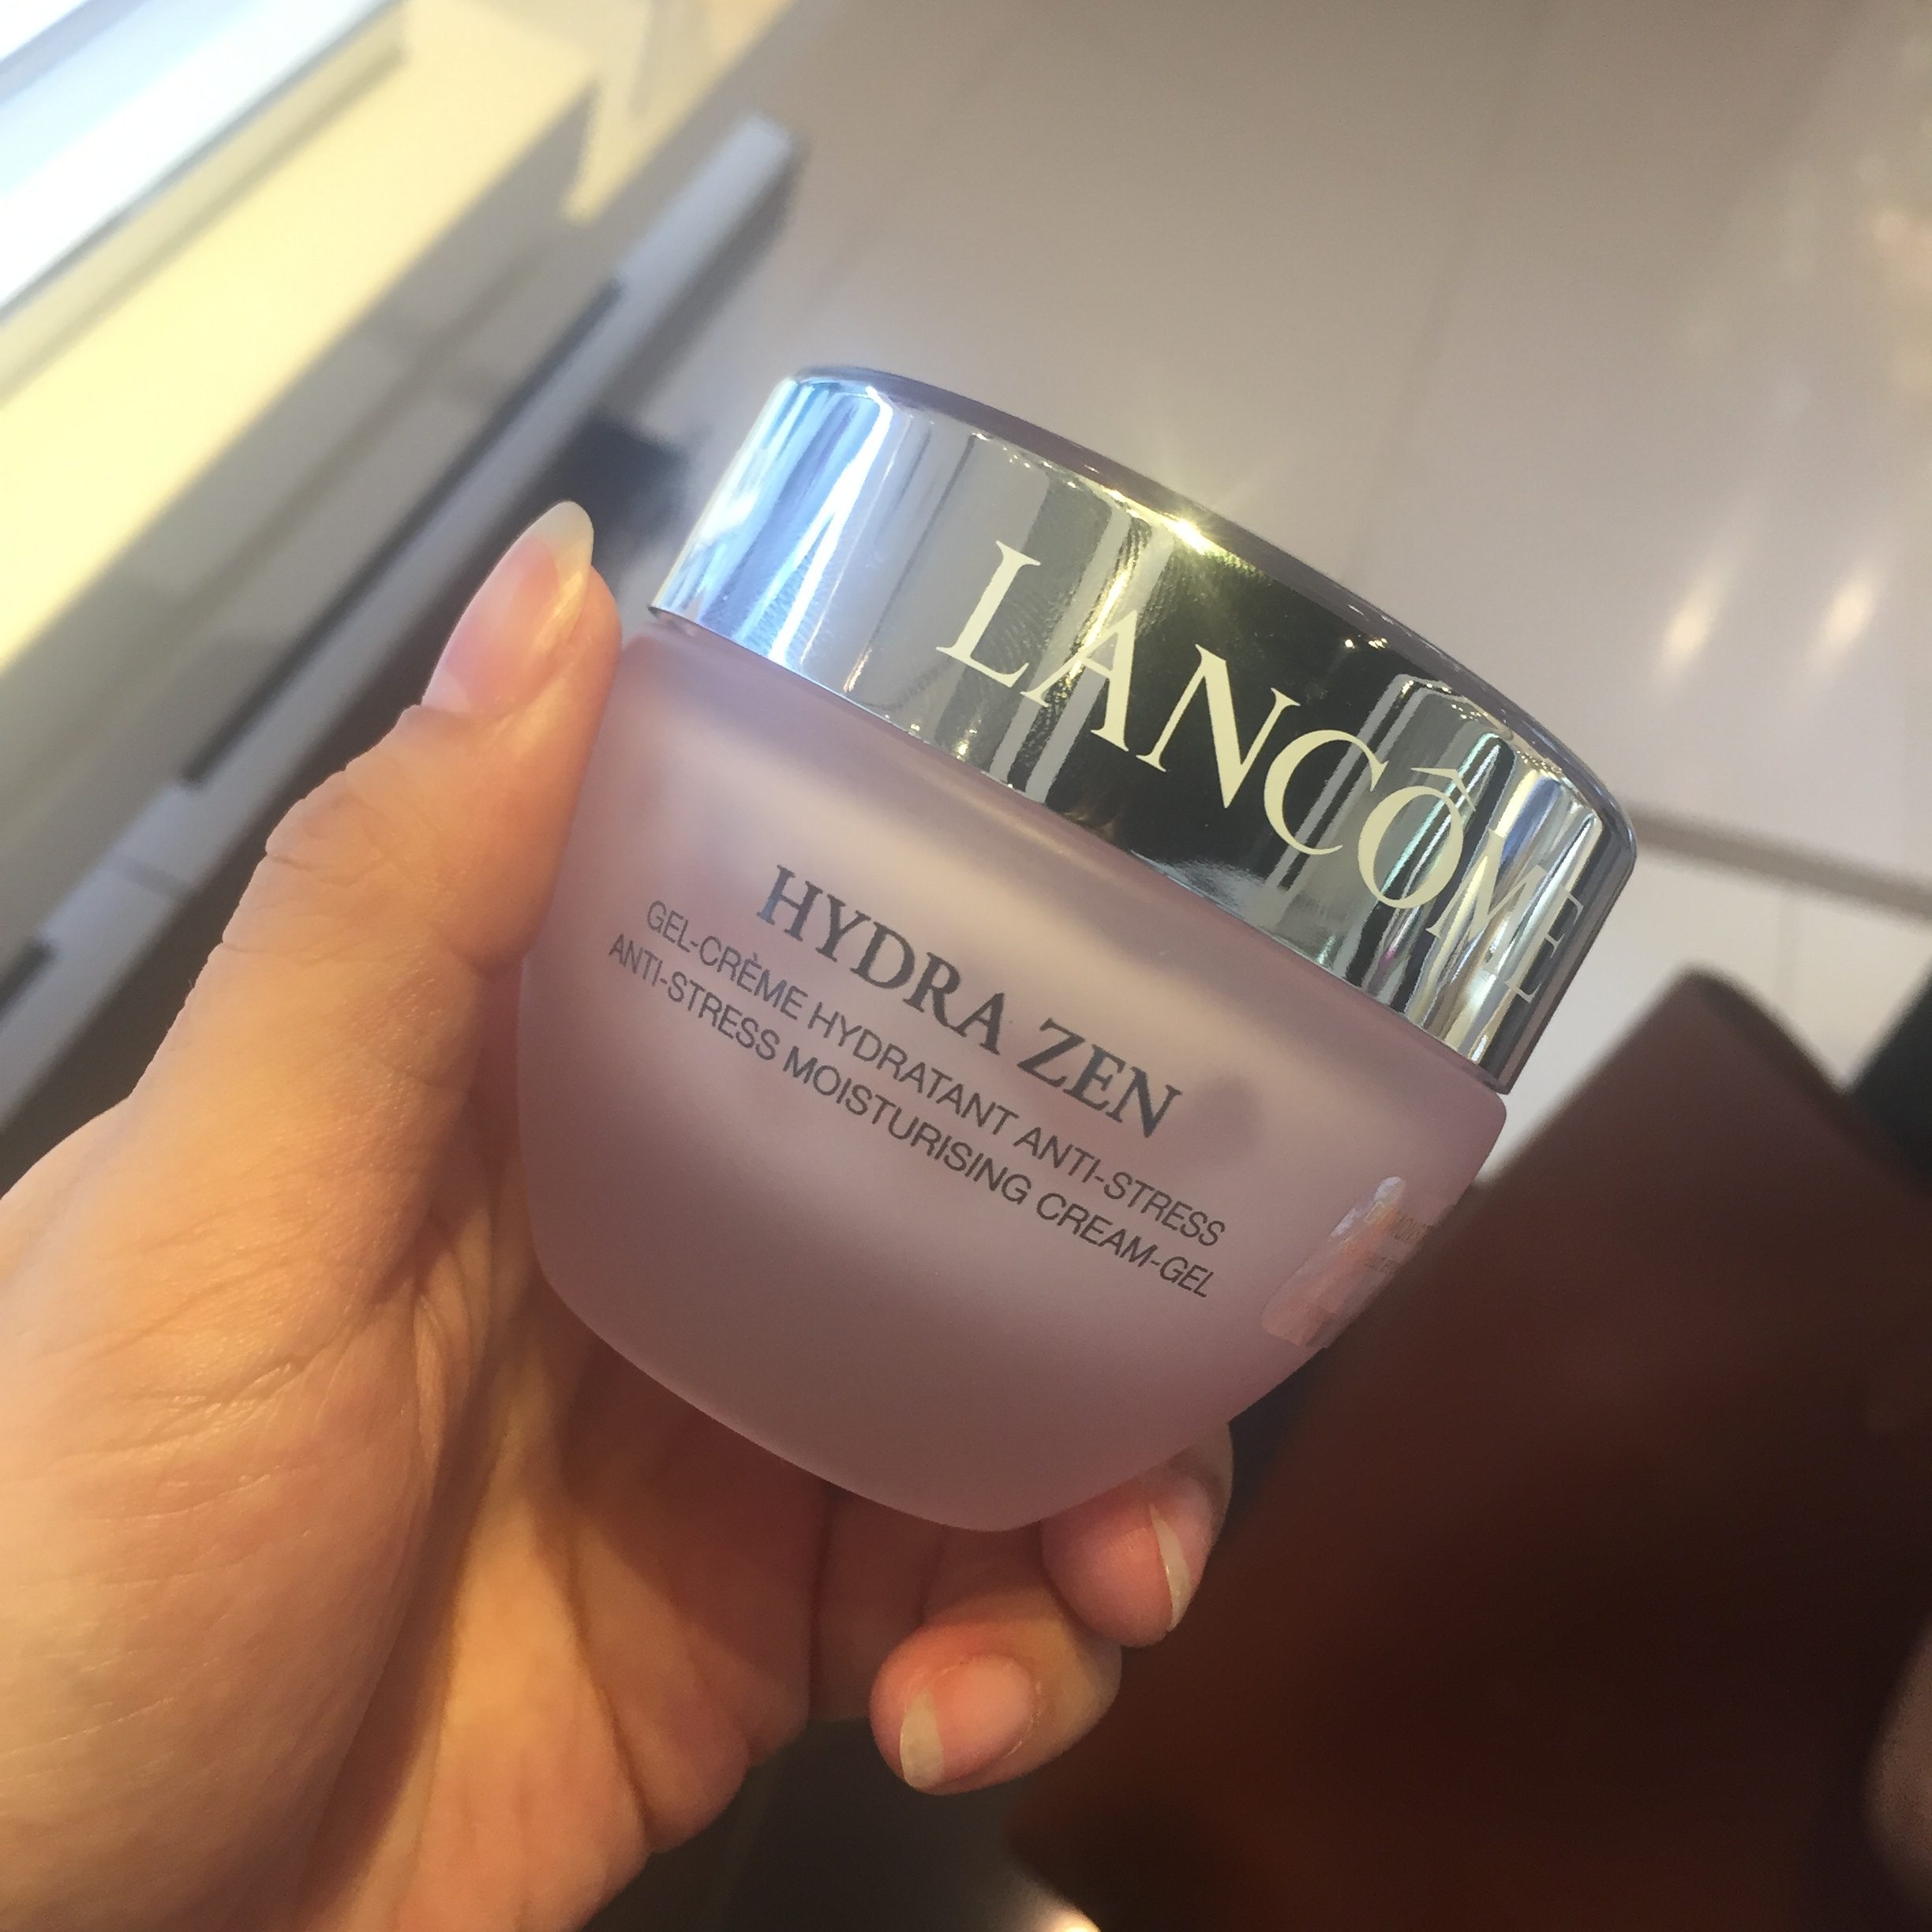 LANCÔME
HYDRA ZEN
GEL-CRÈME HYDRATANT ANTI-STRESS
ANTI-STRESS MOISTURISING CREAM-GEL